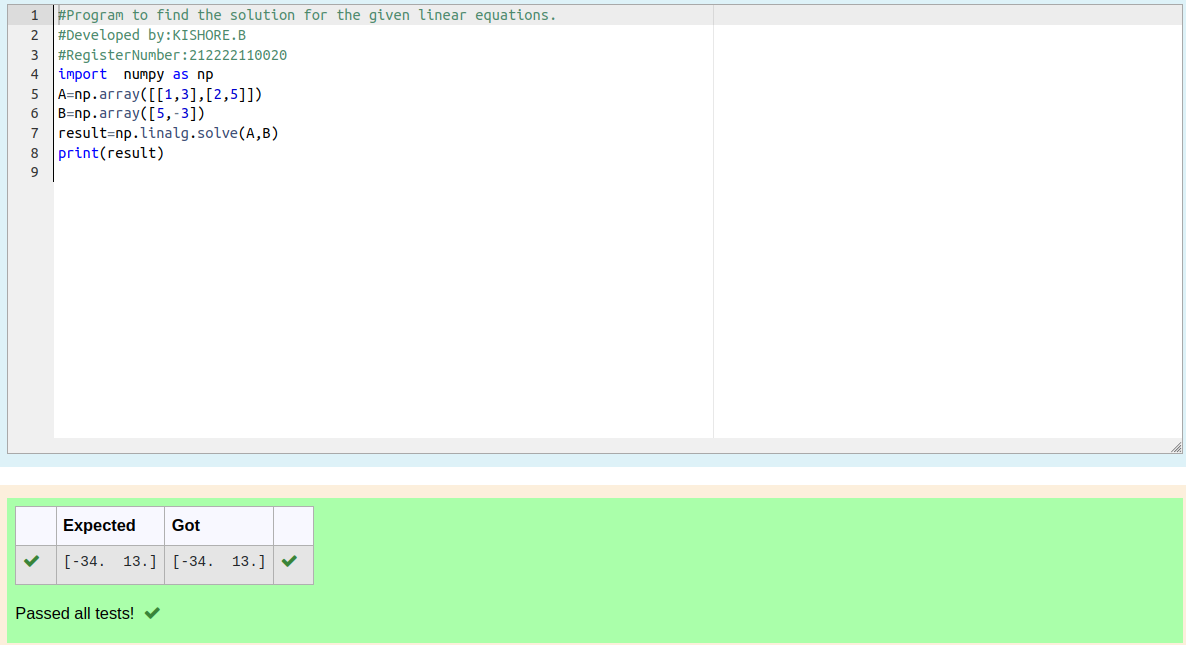 1 #Program to find the solution for the given linear equations.
2 #Developed by:KISHORE.B
3 #RegisterNumber:212222110020
4 import  numpy as np
5 A=np.array([[1,3],[2,5]])
6 B=np.array([5,-3])
7 result=np.linalg.solve(A,B)
8 print(result)
9
Expected Got
[-34.  13.] [-34.  13.]
Passed all tests!